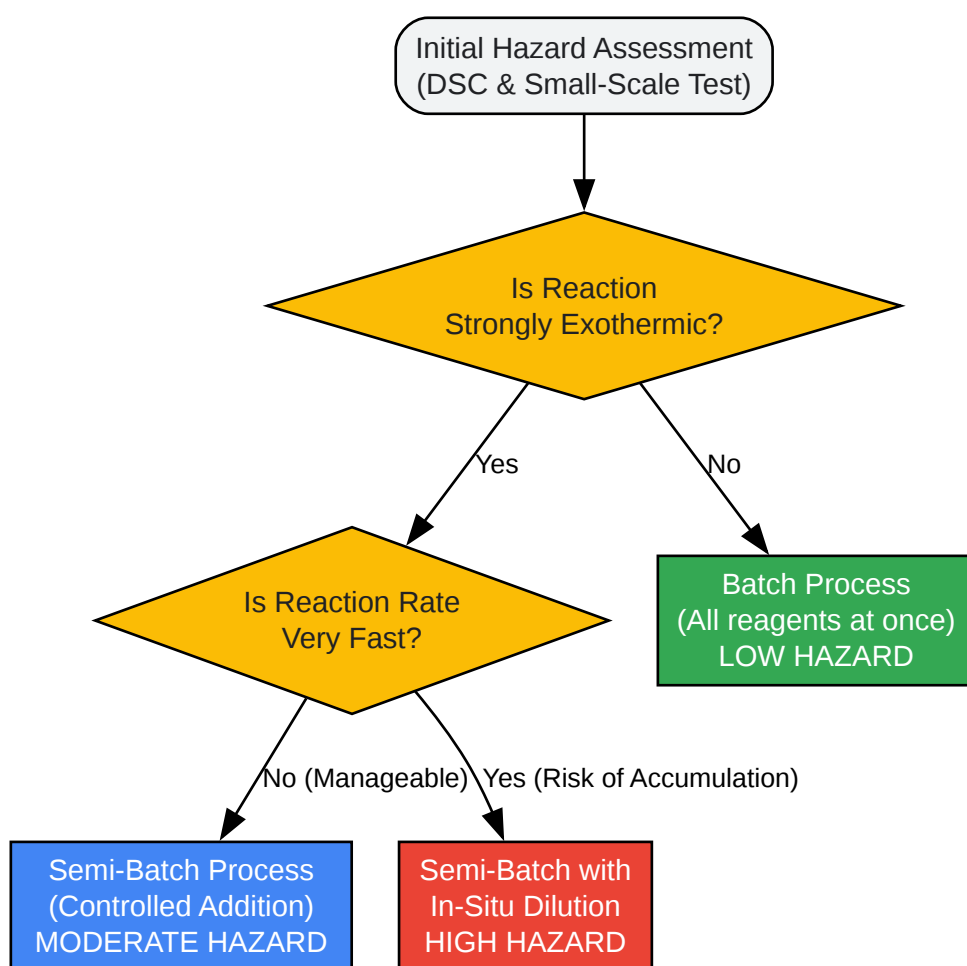 Initial Hazard Assessment
(DSC & Small-Scale Test)
Is Reaction
Strongly Exothermic?
Yes
No
Is Reaction Rate
Very Fast?
Batch Process
(All reagents at once)
LOW HAZARD
No (Manageable)
Yes (Risk of Accumulation)
Semi-Batch Process
(Controlled Addition)
MODERATE HAZARD
Semi-Batch with
In-Situ Dilution
HIGH HAZARD